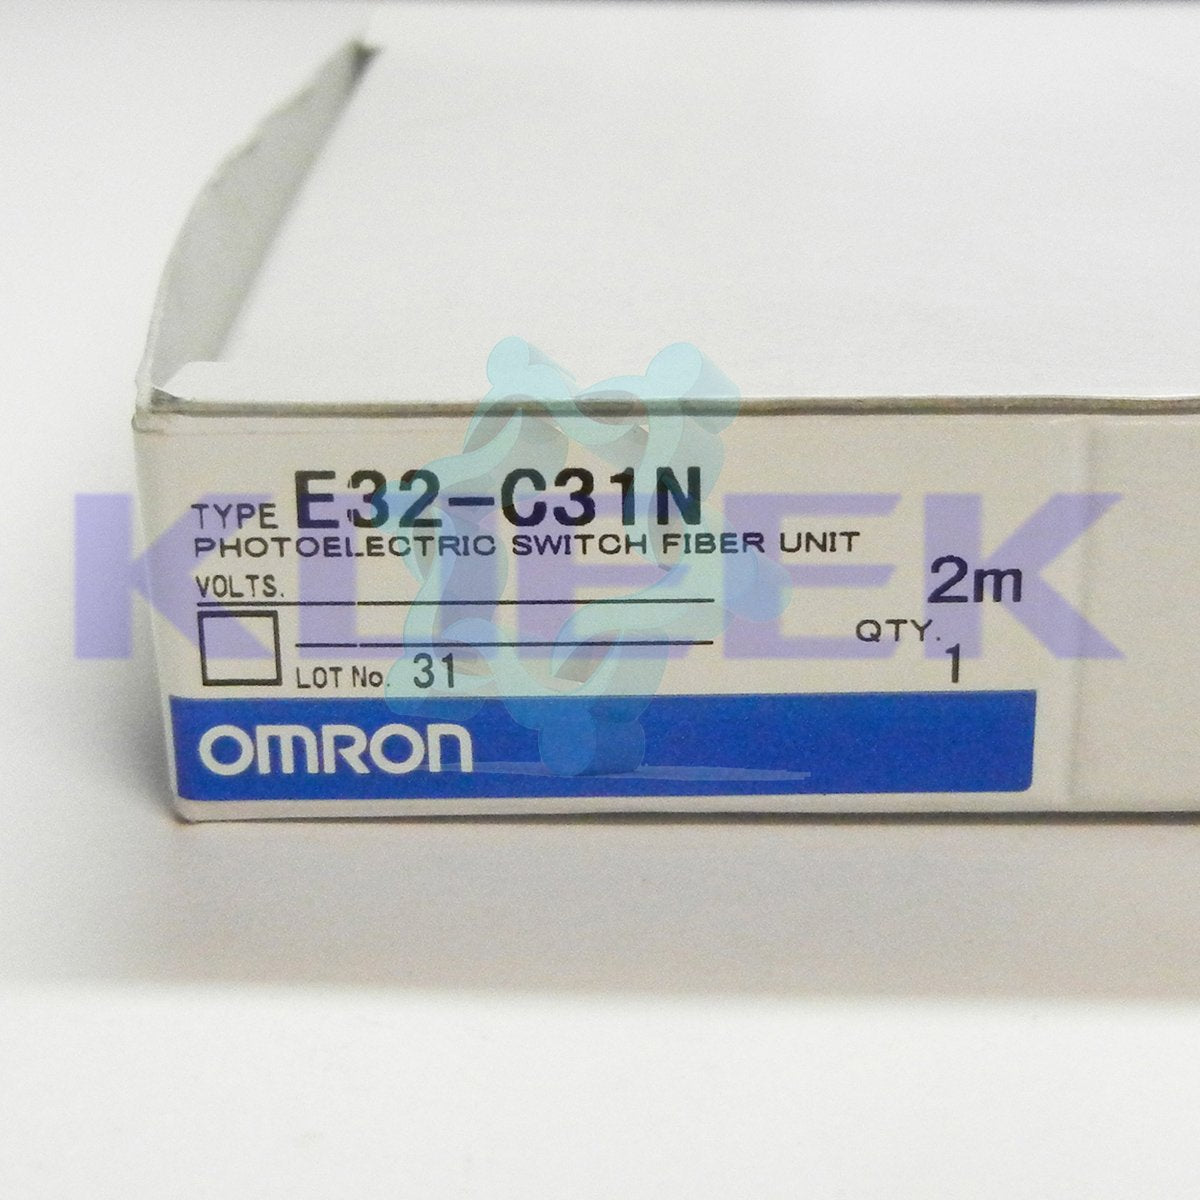 TYPE E32-C31N
PHOTOELECTRIC SWITCH FIBER UNIT
VOLTS.
2m
QTY.
1
LOT No. 31
OMRON